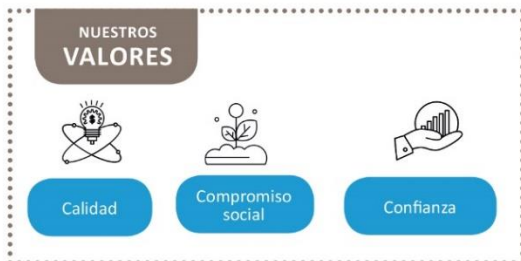 NUESTROS
VALORES
Calidad
Compromiso
social
Confianza